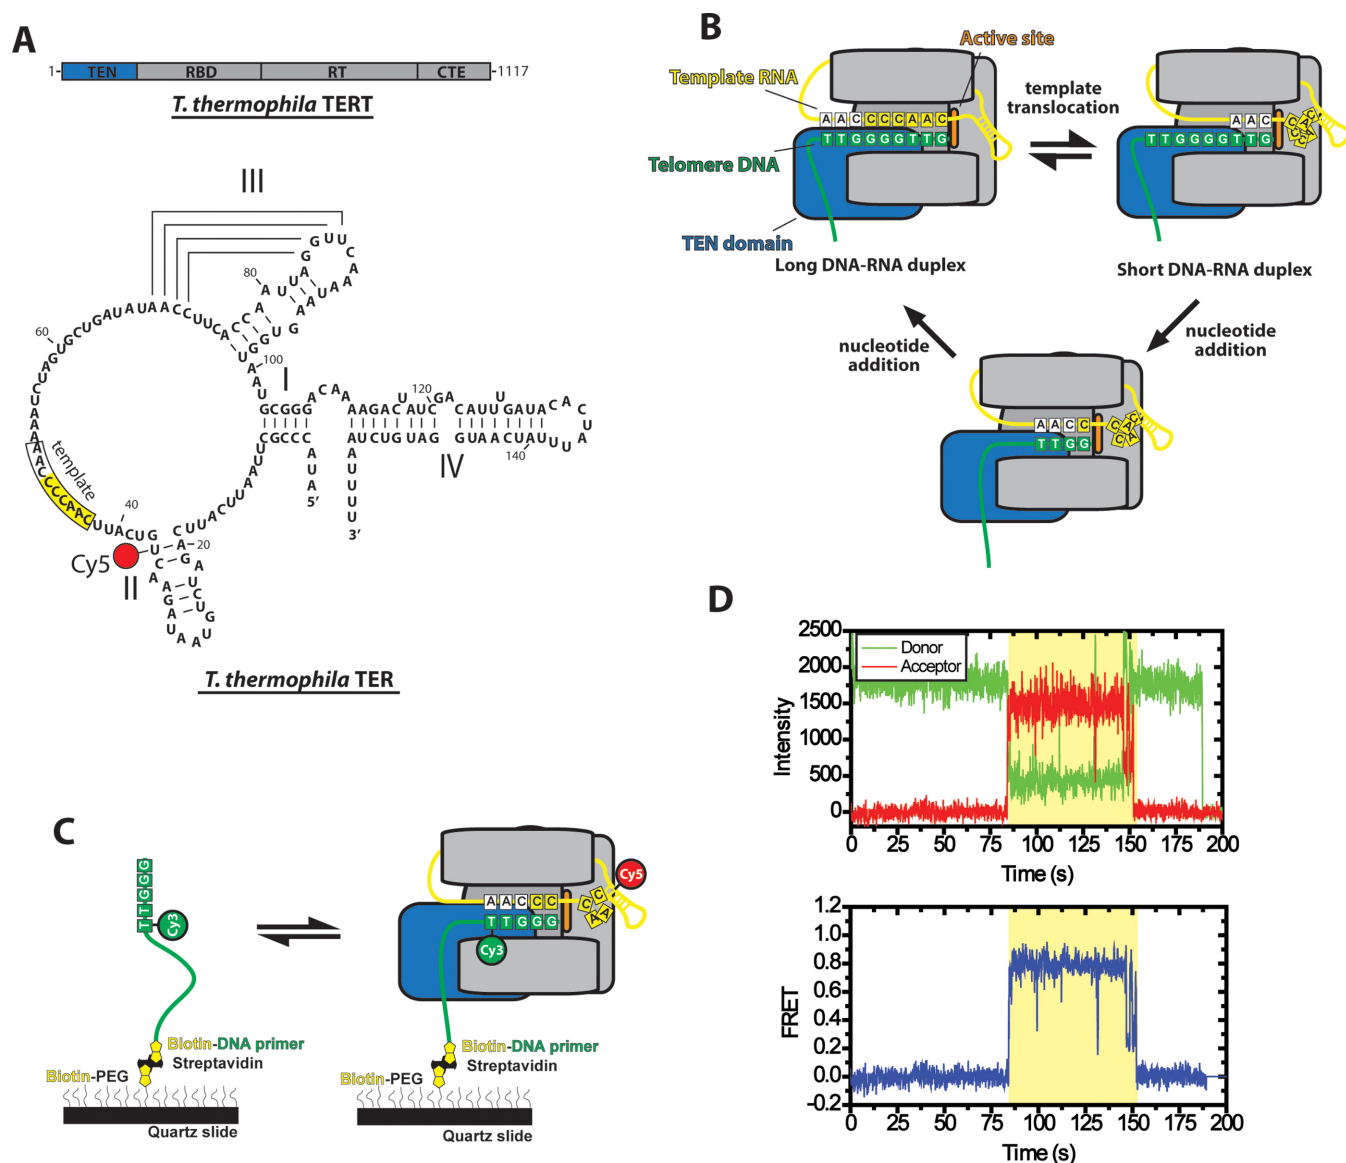 A
1-
TEN
RBD
RT
CTE
-1117
T. thermophila TERT
III
80
60
100
I
120
140
IV
template
40
20
Cy5
II
5′
3′
T. thermophila TER
B
Active site
Template RNA
template
translocation
A A C C C C A A C
A A C
C C A A C
T T G G G G T T G
T T G G G G T T G
Telomere DNA
TEN domain
Long DNA-RNA duplex
Short DNA-RNA duplex
nucleotide
addition
nucleotide
addition
A A C C
T T G G
C
T T G G G
Cy3
Biotin-DNA primer
Streptavidin
Biotin-PEG
Quartz slide
Cy5
A A C C C
C A A
T T G G G
Cy3
Biotin-DNA primer
Streptavidin
Biotin-PEG
Quartz slide
D
Donor
Acceptor
Intensity
2500
2000
1500
1000
500
0
0 25 50 75 100 125 150 175 200
Time (s)
FRET
1.2
1.0
0.8
0.6
0.4
0.2
0.0
-0.2
0 25 50 75 100 125 150 175 200
Time (s)